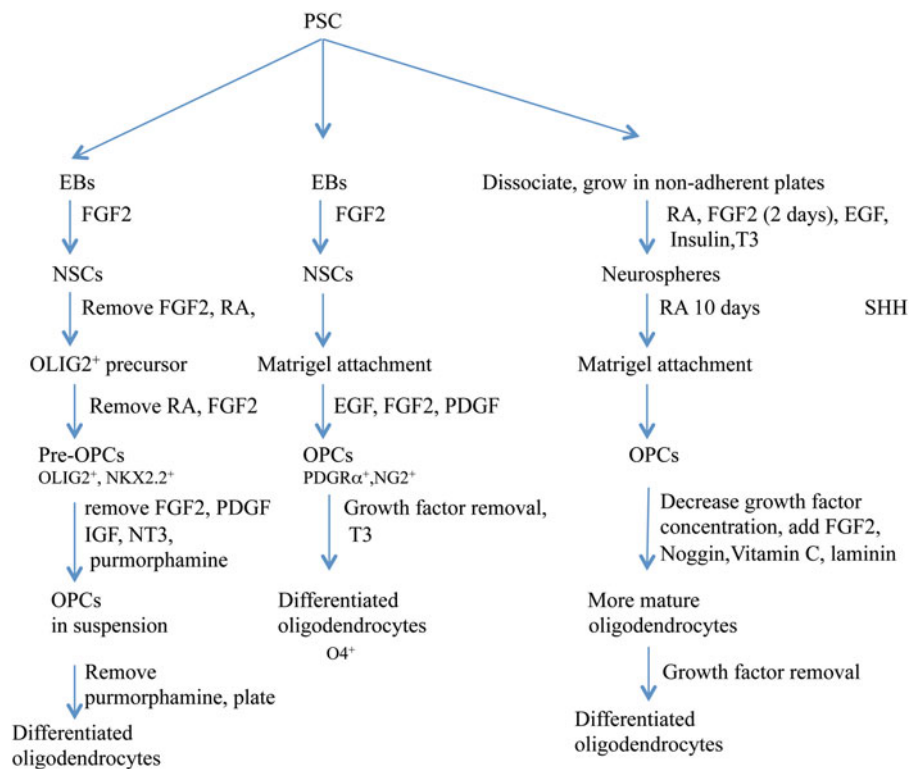 PSC
EBs
FGF2
NSCs
Remove FGF2, RA,
OLIG2⁺ precursor
Remove RA, FGF2
Pre-OPCs
OLIG2⁺, NKX2.2⁺
remove FGF2, PDGF
IGF, NT3,
purmorphamine
OPCs
in suspension
Remove
purmorphamine, plate
Differentiated
oligodendrocytes
EBs
FGF2
NSCs
Matrigel attachment
EGF, FGF2, PDGF
OPCs
PDGRα⁺,NG2⁺
Growth factor removal,
T3
Differentiated
oligodendrocytes
O4⁺
Dissociate, grow in non-adherent plates
RA, FGF2 (2 days), EGF,
Insulin,T3
Neurospheres
RA 10 days SHH
Matrigel attachment
OPCs
Decrease growth factor
concentration, add FGF2,
Noggin,Vitamin C, laminin
More mature
oligodendrocytes
Growth factor removal
Differentiated
oligodendrocytes